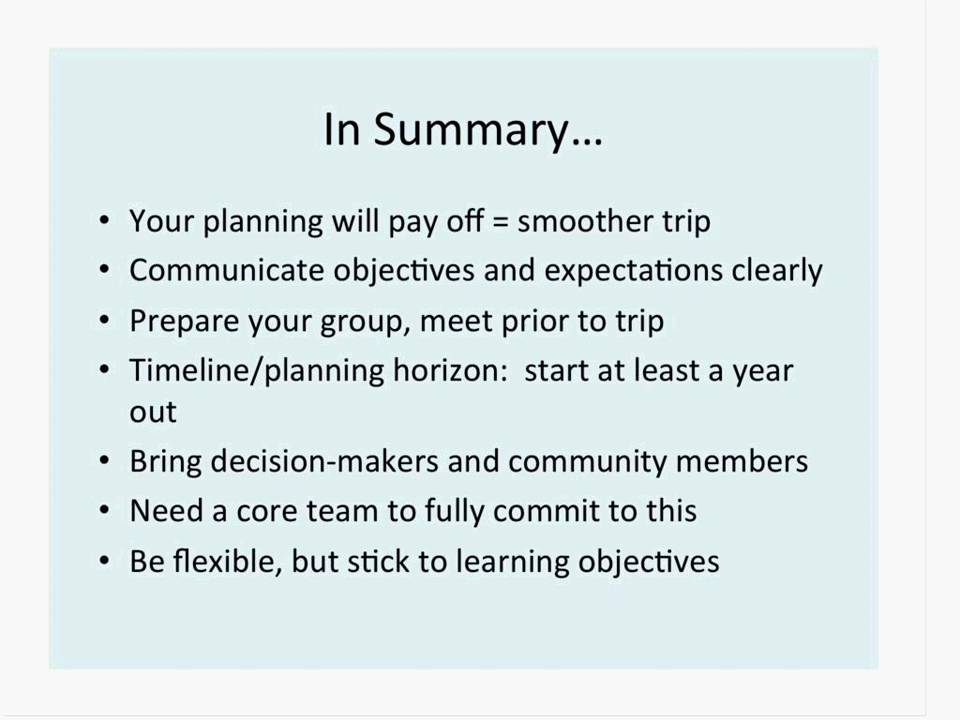 In Summary...
• Your planning will pay off = smoother trip
• Communicate objectives and expectations clearly
• Prepare your group, meet prior to trip
• Timeline/planning horizon:  start at least a year
out
• Bring decision-makers and community members
• Need a core team to fully commit to this
• Be flexible, but stick to learning objectives